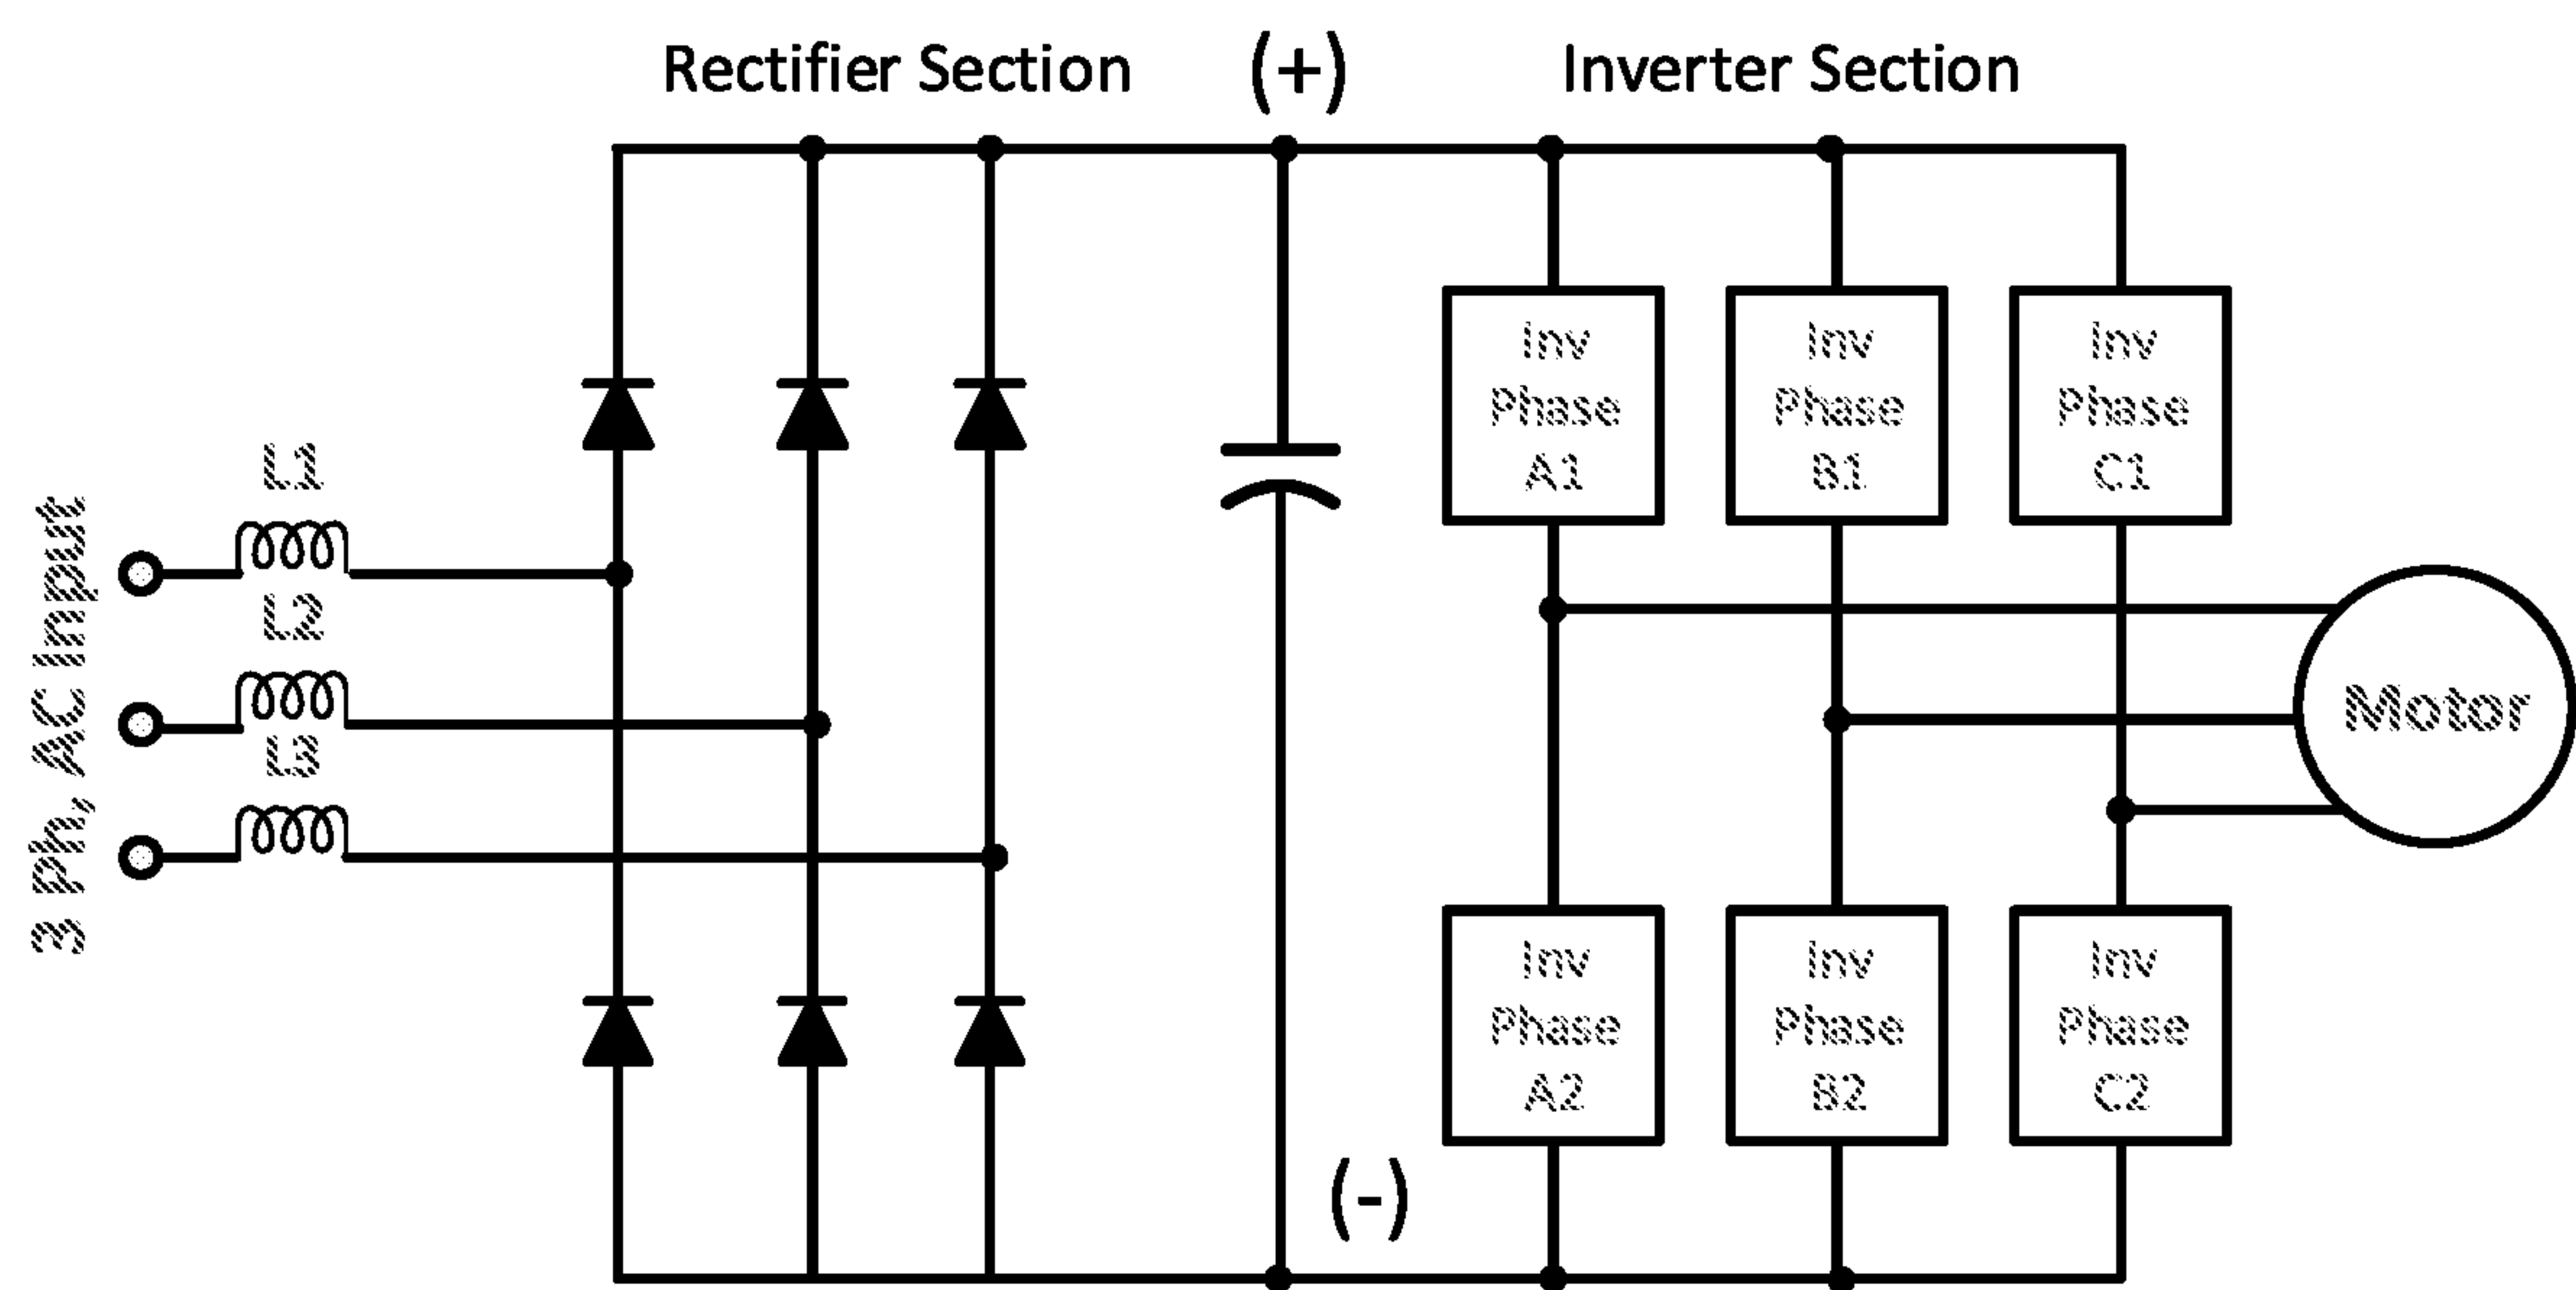 Rectifier Section
(+)
Inverter Section
3 Ph, AC Input
L1
L2
L3
Inv
Phase
A1
Inv
Phase
B1
Inv
Phase
C1
Motor
Inv
Phase
A2
Inv
Phase
B2
Inv
Phase
C2
(-)